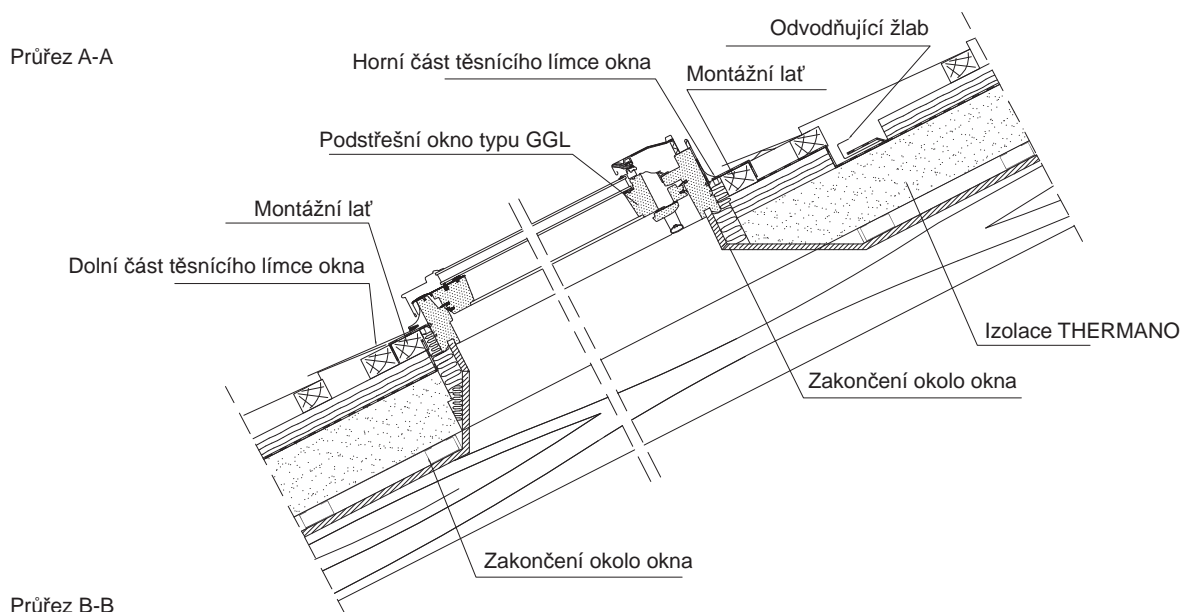 Průřez A-A
Odvodňující žlab
Horní část těsnícího límce okna
Montážní lať
Podstřešní okno typu GGL
Montážní lať
Dolní část těsnícího límce okna
Izolace THERMANO
Zakončení okolo okna
Zakončení okolo okna
Průřez B-B